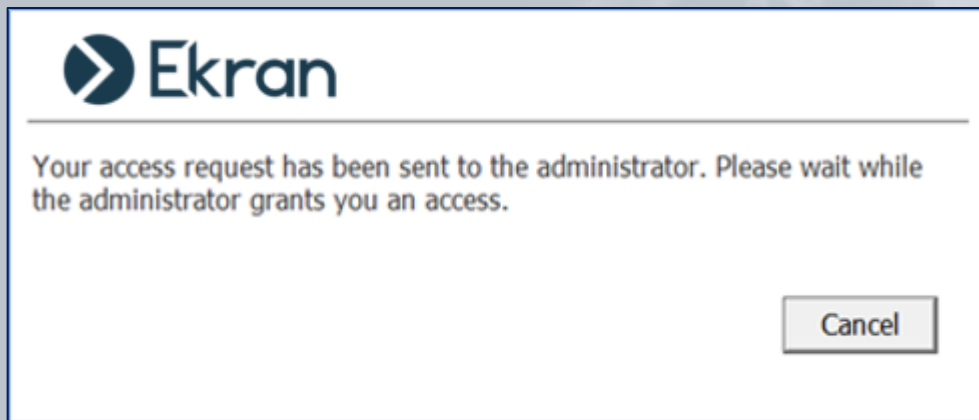 Ekran
Your access request has been sent to the administrator. Please wait while
the administrator grants you an access.
Cancel